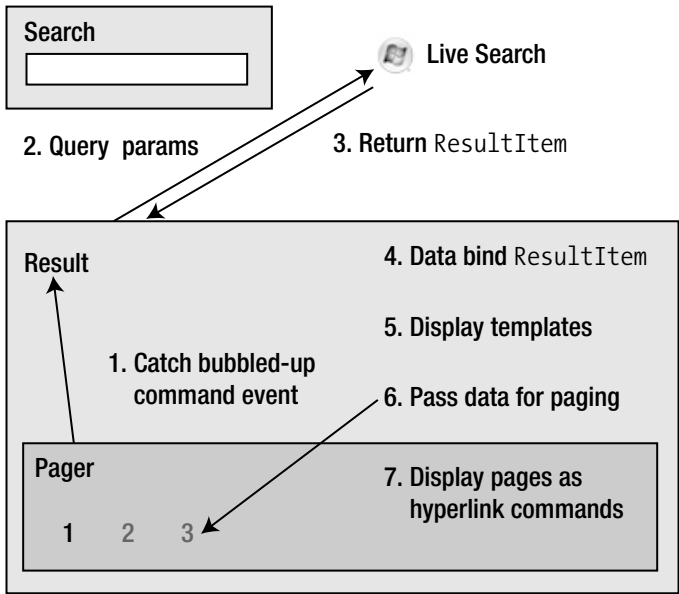 Search
Live Search
2. Query params
3. Return ResultItem
Result
4. Data bind ResultItem
5. Display templates
1. Catch bubbled-up
command event
6. Pass data for paging
Pager
7. Display pages as
hyperlink commands
1 2 3